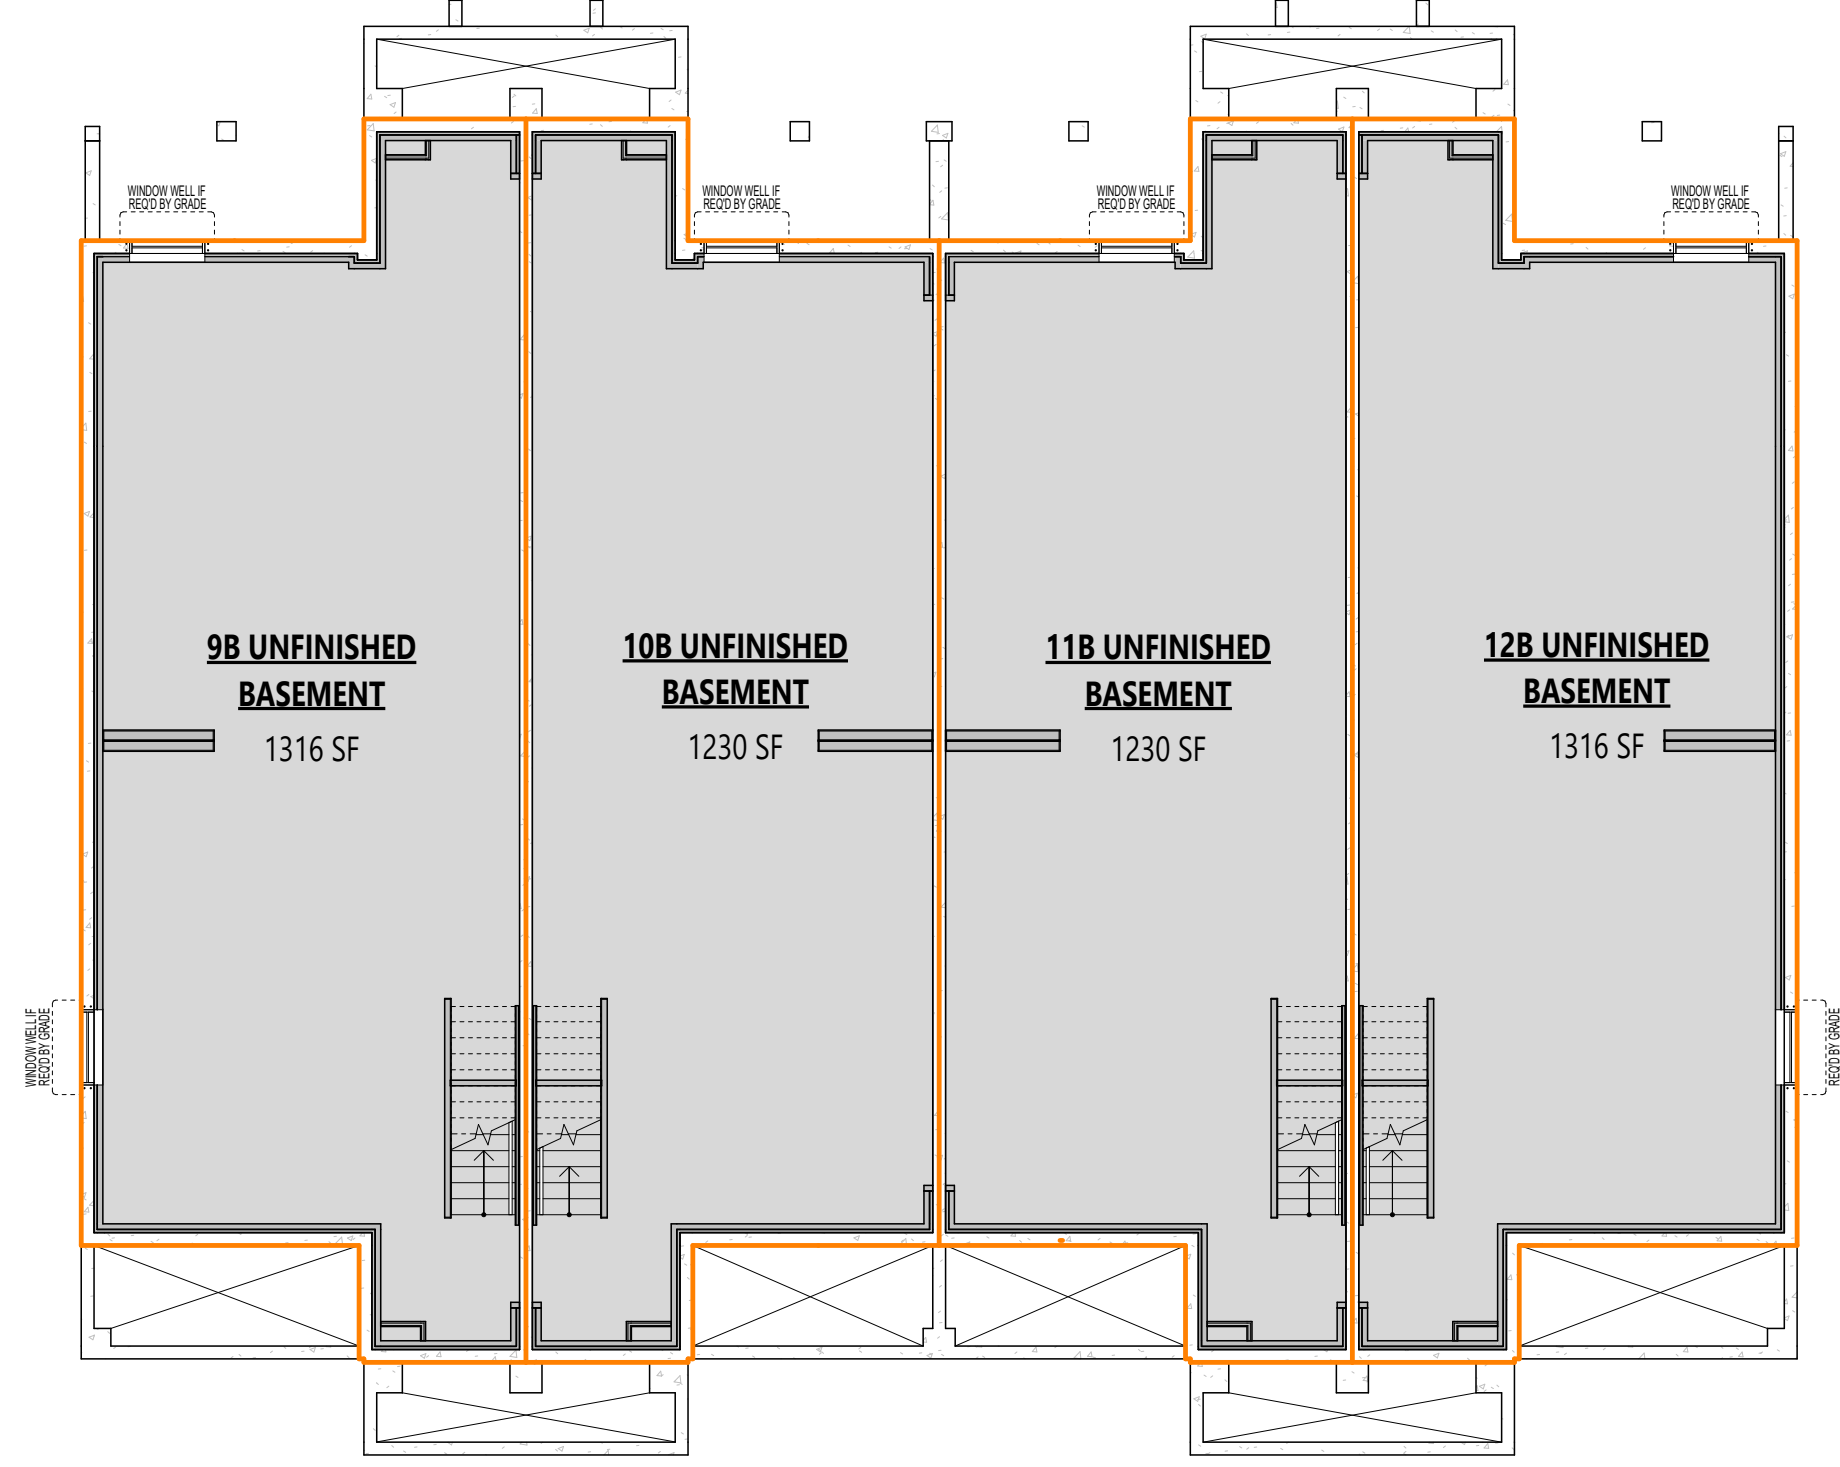 WINDOW WELL IF
REQ'D BY GRADE
WINDOW WELL IF
REQ'D BY GRADE
WINDOW WELL IF
REQ'D BY GRADE
WINDOW WELL IF
REQ'D BY GRADE
9B UNFINISHED
BASEMENT
1316 SF
10B UNFINISHED
BASEMENT
1230 SF
11B UNFINISHED
BASEMENT
1230 SF
12B UNFINISHED
BASEMENT
1316 SF
WINDOW WELL IF
REQ'D BY GRADE
REQ'D BY GRADE